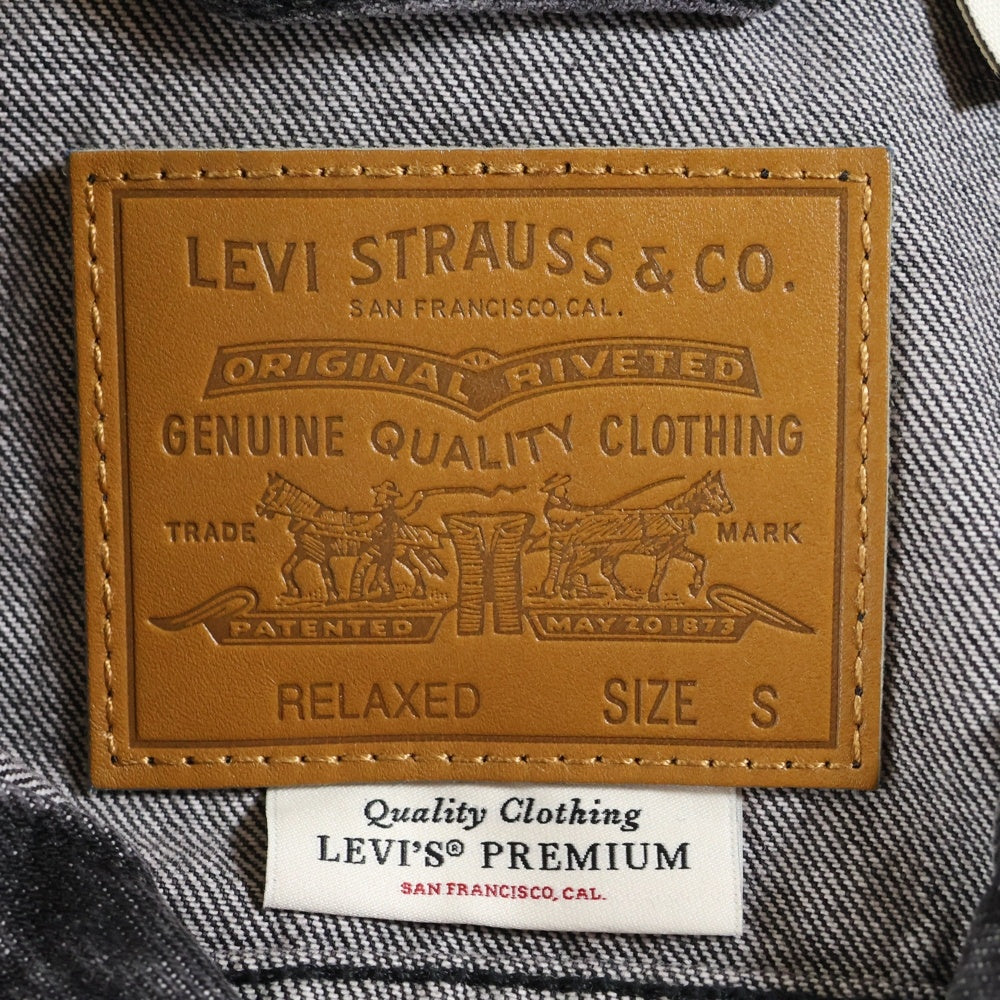 LEVI STRAUSS & CO.
SAN FRANCISCO, CAL.
ORIGINAL RIVETED
GENUINE QUALITY CLOTHING
TRADE MARK
PATENTED MAY 20 1873
RELAXED SIZE S
Quality Clothing
LEVI'S® PREMIUM
SAN FRANCISCO, CAL.